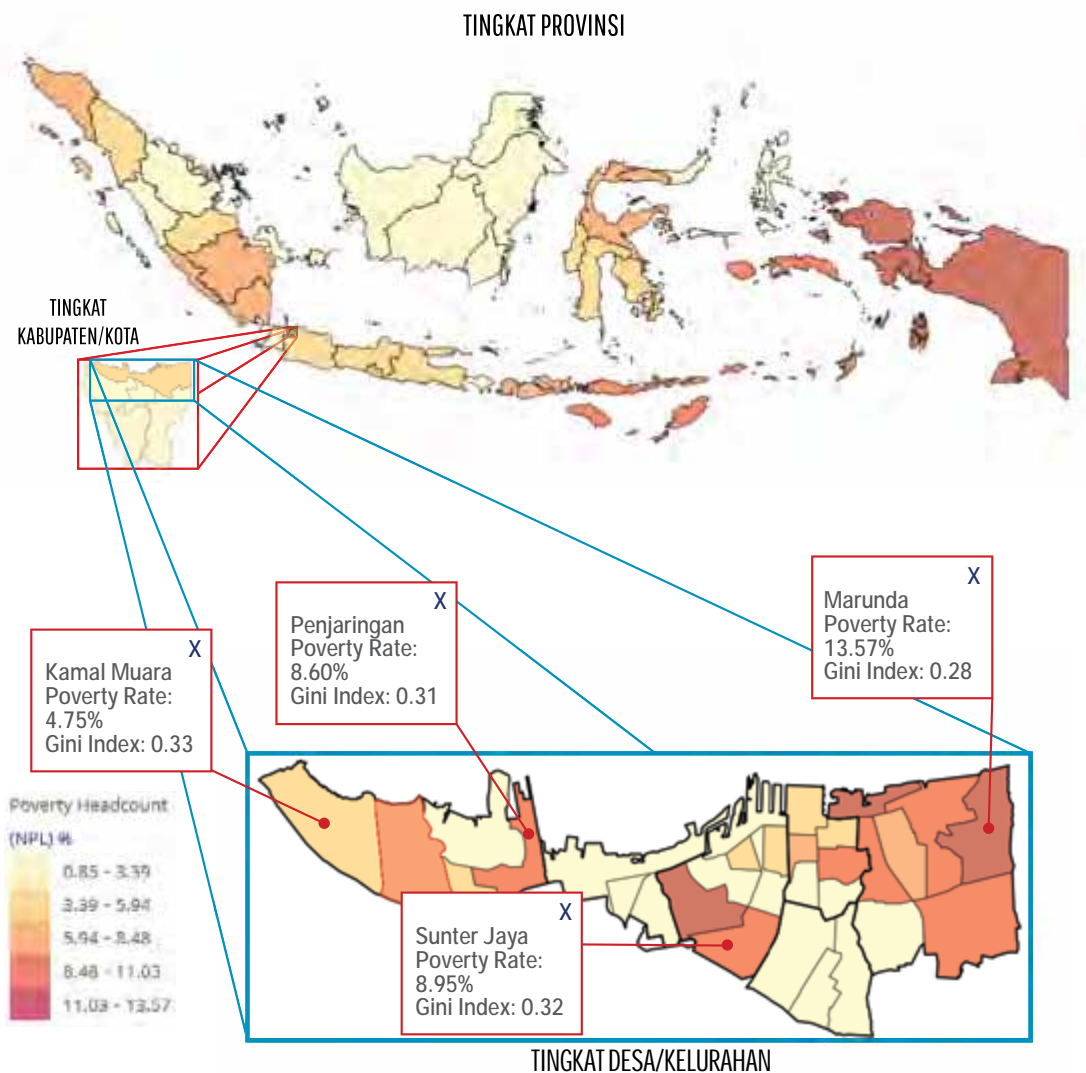 TINGKAT PROVINSI
TINGKAT
KABUPATEN/KOTA
X
Marunda
Poverty Rate:
13.57%
Gini Index: 0.28
X
Penjaringan
Poverty Rate:
8.60%
Gini Index: 0.31
X
Kamal Muara
Poverty Rate:
4.75%
Gini Index: 0.33
Poverty Headcount
(NPL) %
0.85 - 3.39
3.39 - 5.94
5.94 - 8.48
8.48 - 11.03
11.03 - 13.57
X
Sunter Jaya
Poverty Rate:
8.95%
Gini Index: 0.32
TINGKAT DESA/KELURAHAN